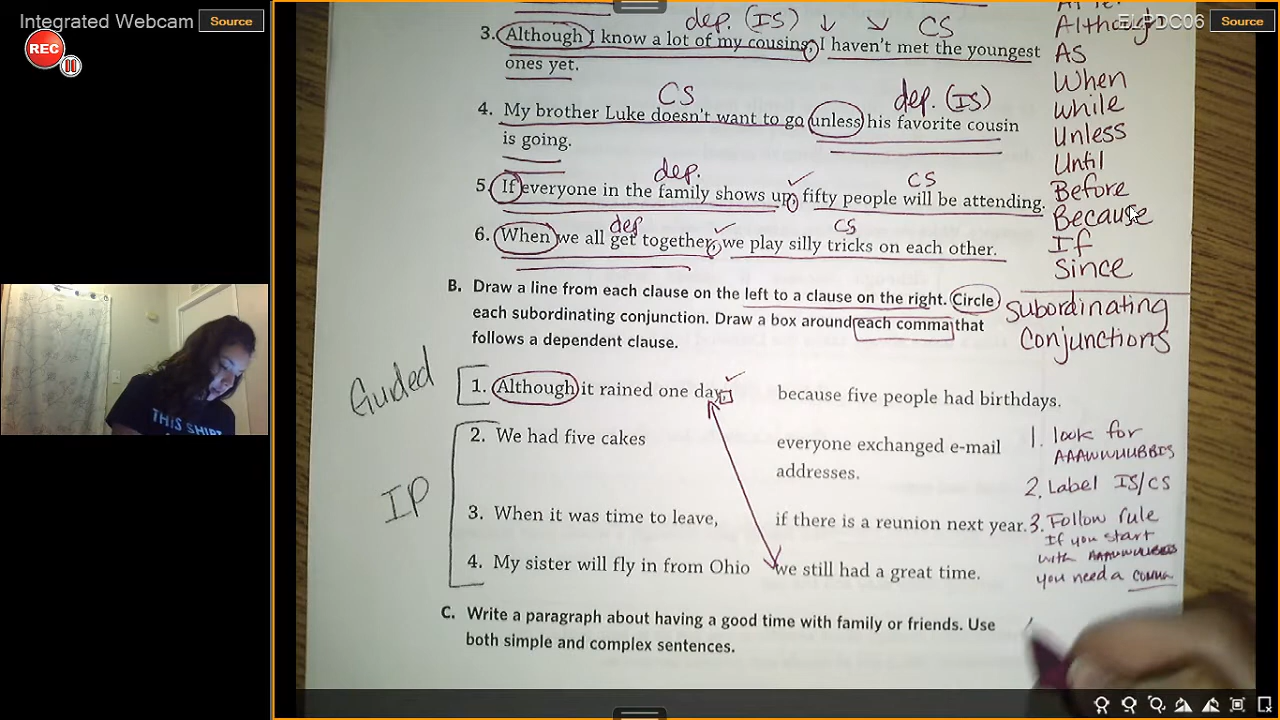 Integrated Webcam Source
REC
ELPDC06 Source
dep. (IS) CS
3. Although I know a lot of my cousing, I haven't met the youngest
ones yet.
CS dep. (IS)
4. My brother Luke doesn't want to go unless his favorite cousin
is going.
dep. CS
5. If everyone in the family shows up, fifty people will be attending.
dep CS
6. When we all get together, we play silly tricks on each other.
Although
AS
When
while
Unless
Until
Before
Because
If
Since
Subordinating
Conjunctions
B. Draw a line from each clause on the left to a clause on the right. Circle
each subordinating conjunction. Draw a box around each comma that
follows a dependent clause.
Guided
1. Although it rained one day, because five people had birthdays.
IP
2. We had five cakes everyone exchanged e-mail
addresses.
3. When it was time to leave, if there is a reunion next year.
4. My sister will fly in from Ohio we still had a great time.
1. look for
AAAWWUUBBIS
2. Label IS/CS
3. Follow rule
If you start
with AAAWWUUBBIS
you need a comma
C. Write a paragraph about having a good time with family or friends. Use
both simple and complex sentences.
THIS SHIR